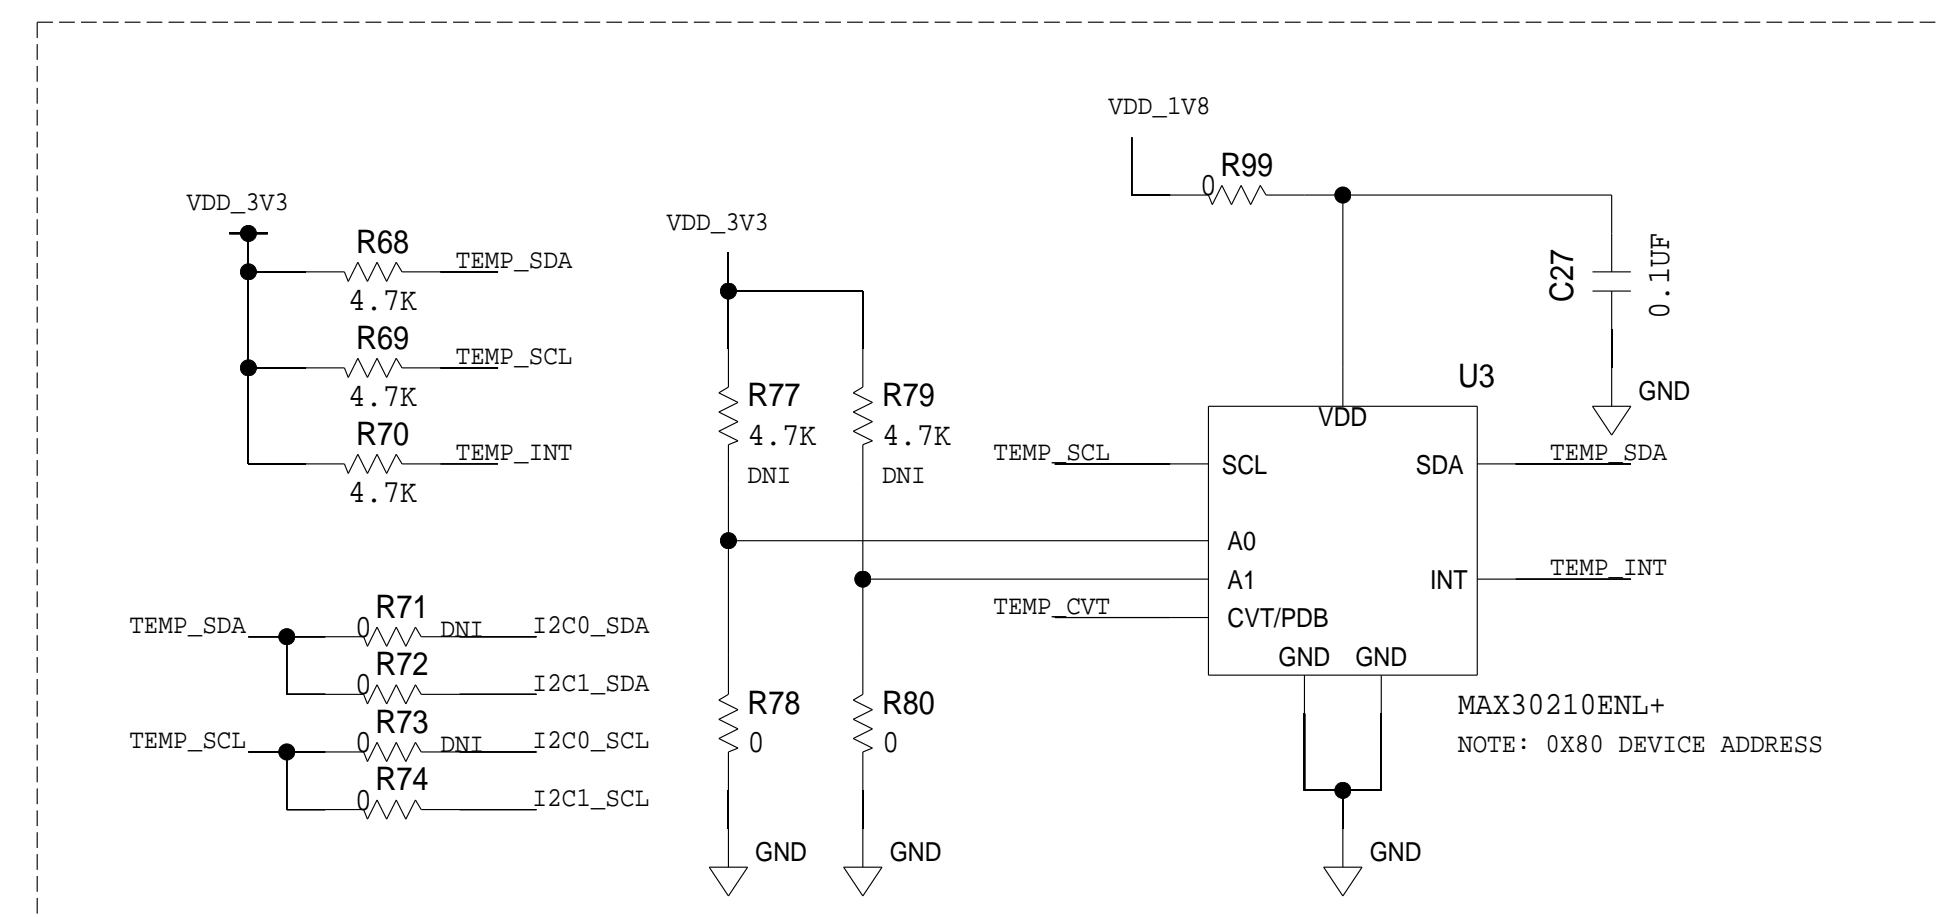 VDD_3V3
R68
TEMP_SDA
4.7K
R69
TEMP_SCL
4.7K
R70
TEMP_INT
4.7K
TEMP_SDA
R71
0
DNI
I2C0_SDA
R72
0
I2C1_SDA
TEMP_SCL
R73
0
DNI
I2C0_SCL
R74
0
I2C1_SCL
VDD_3V3
R77
4.7K
DNI
R79
4.7K
DNI
R78
0
R80
0
GND
GND
VDD_1V8
R99
0
C27
0.1UF
GND
U3
VDD
TEMP_SCL
SCL
SDA
TEMP_SDA
A0
A1
INT
TEMP_INT
TEMP_CVT
CVT/PDB
GND GND
MAX30210ENL+
NOTE: 0X80 DEVICE ADDRESS
GND